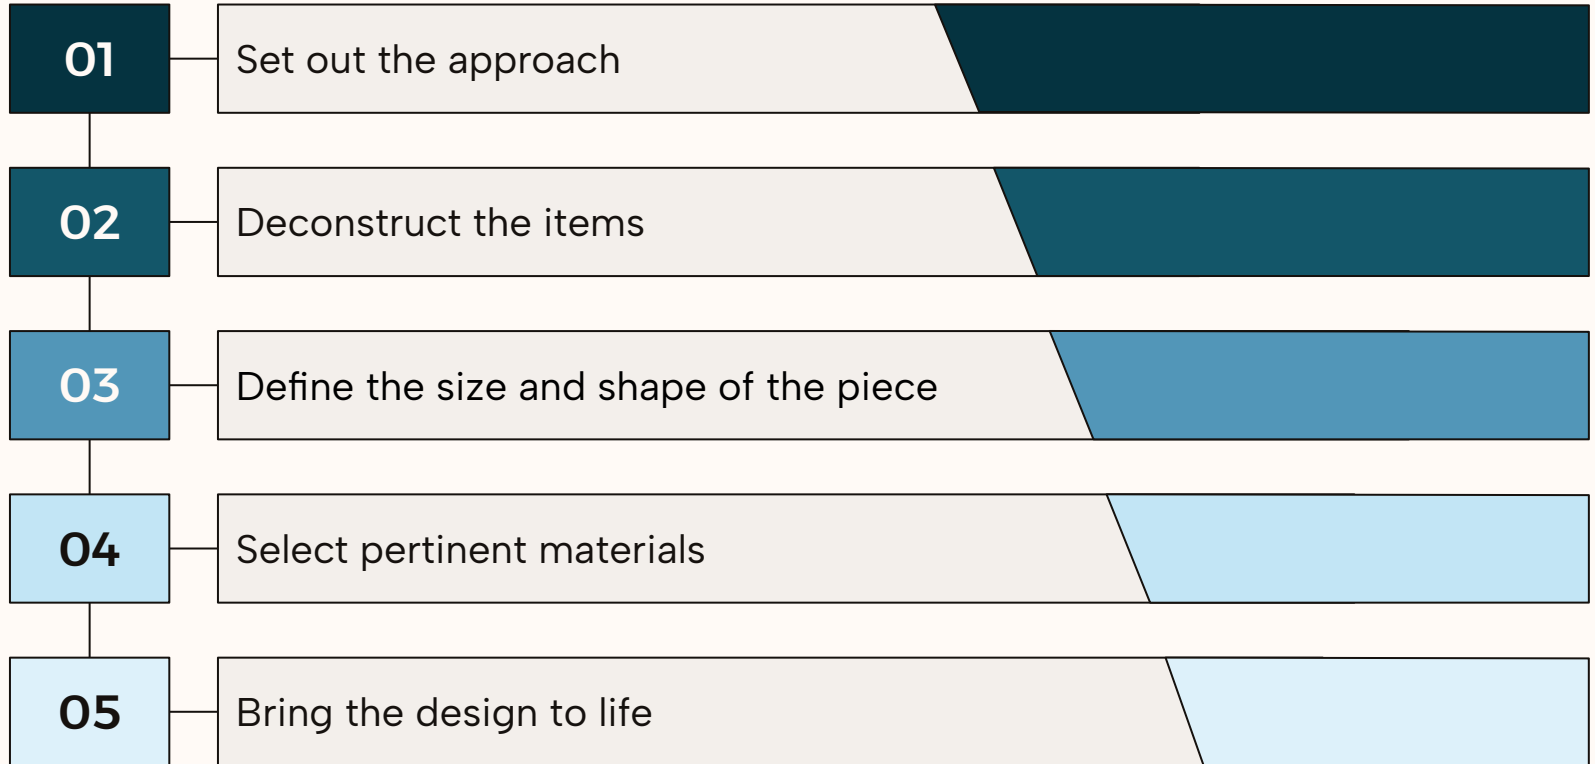 01
Set out the approach
02
Deconstruct the items
03
Define the size and shape of the piece
04
Select pertinent materials
05
Bring the design to life